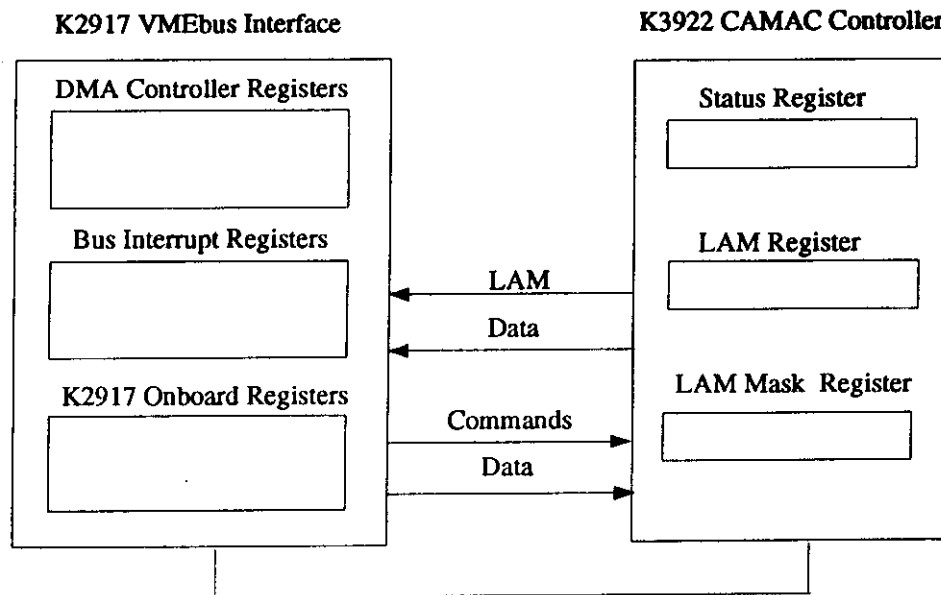 K2917 VMEbus Interface
K3922 CAMAC Controller
DMA Controller Registers
Status Register
Bus Interrupt Registers
LAM Register
LAM
Data
K2917 Onboard Registers
LAM Mask Register
Commands
Data